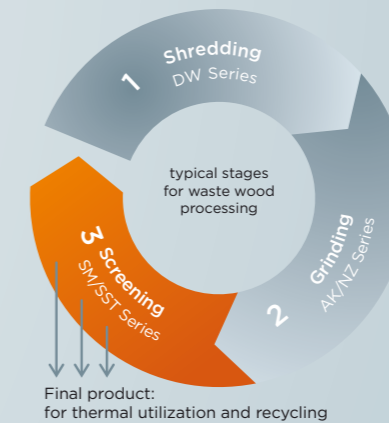 1
Shredding
DW Series
typical stages
for waste wood
processing
2
Grinding
AK/NZ Series
3
Screening
SM/SST Series
Final product:
for thermal utilization and recycling